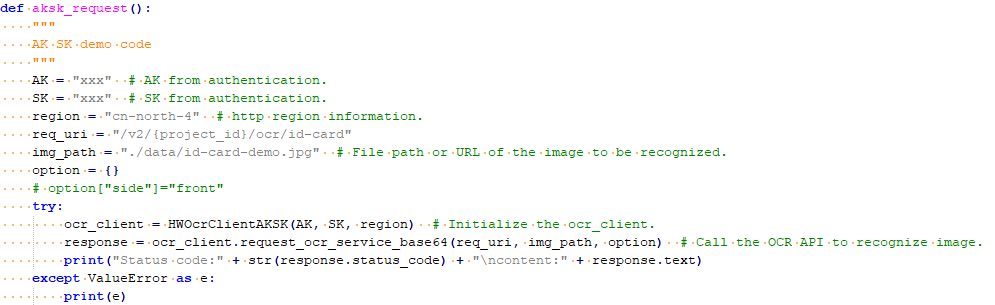 def aksk_request():
    """
    AK SK demo code
    """
    AK = "xxx"  # AK from authentication.
    SK = "xxx"  # SK from authentication.
    region = "cn-north-4"  # http region information.
    req_uri = "/v2/{project_id}/ocr/id-card"
    img_path = "./data/id-card-demo.jpg"  # File path or URL of the image to be recognized.
    option = {}
    # option["side"]="front"
    try:
        ocr_client = HWOcrClientAKSK(AK, SK, region)  # Initialize the ocr_client.
        response = ocr_client.request_ocr_service_base64(req_uri, img_path, option)  # Call the OCR API to recognize image.
        print("Status code:" + str(response.status_code) + "\ncontent:" + response.text)
    except ValueError as e:
        print(e)